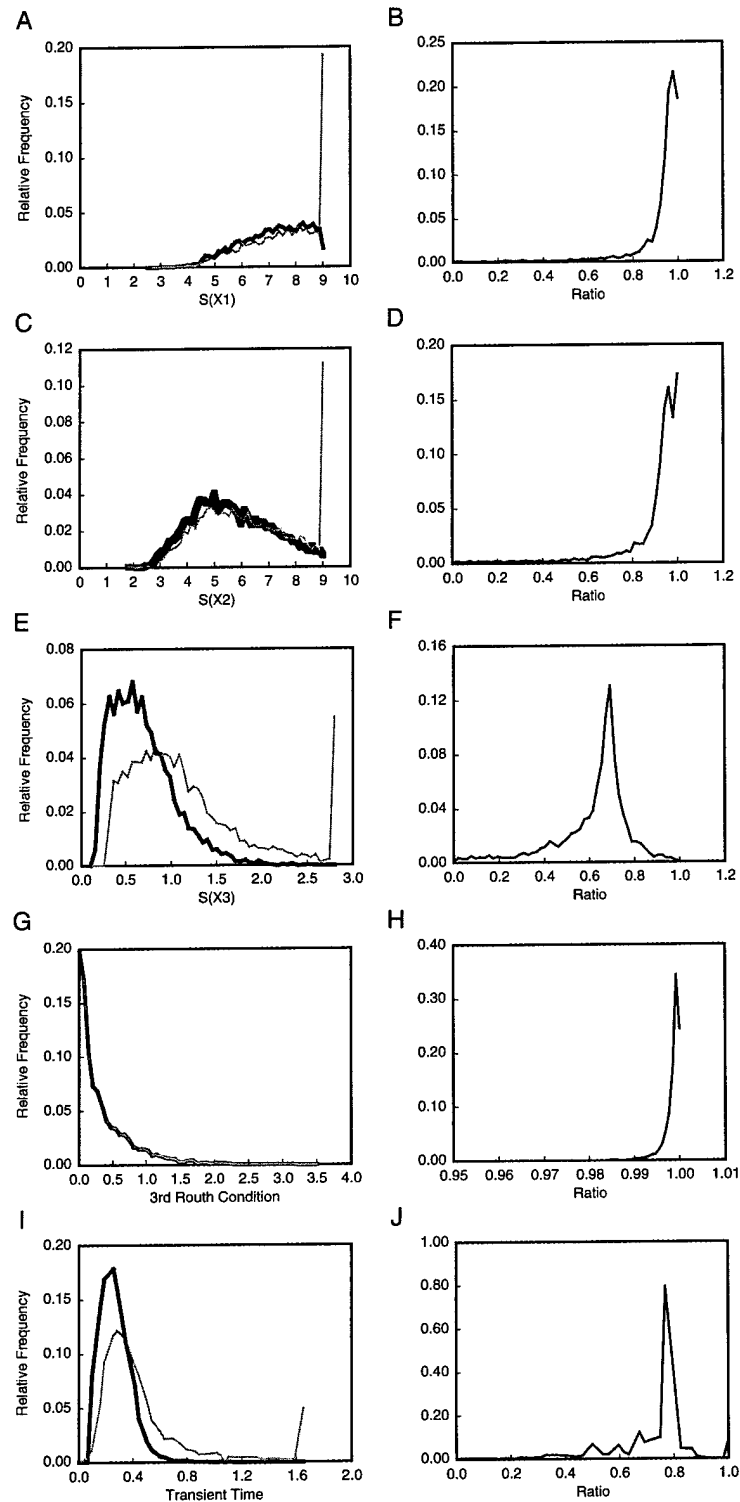 A
B
Relative Frequency
0.20
0.15
0.10
0.05
0.00
0 1 2 3 4 5 6 7 8 9 10
S(X1)
0.25
0.20
0.15
0.10
0.05
0.00
0.0 0.2 0.4 0.6 0.8 1.0 1.2
Ratio
C
D
Relative Frequency
0.12
0.10
0.08
0.06
0.04
0.02
0.00
0 1 2 3 4 5 6 7 8 9 10
S(X2)
0.20
0.15
0.10
0.05
0.00
0.0 0.2 0.4 0.6 0.8 1.0 1.2
Ratio
E
F
Relative Frequency
0.08
0.06
0.04
0.02
0.00
0.0 0.5 1.0 1.5 2.0 2.5 3.0
S(X3)
0.16
0.12
0.08
0.04
0.00
0.0 0.2 0.4 0.6 0.8 1.0 1.2
Ratio
G
H
Relative Frequency
0.20
0.15
0.10
0.05
0.00
0.0 0.5 1.0 1.5 2.0 2.5 3.0 3.5 4.0
3rd Routh Condition
0.40
0.30
0.20
0.10
0.00
0.95 0.96 0.97 0.98 0.99 1.00 1.01
Ratio
I
J
Relative Frequency
0.20
0.15
0.10
0.05
0.00
0.0 0.4 0.8 1.2 1.6 2.0
Transient Time
1.00
0.80
0.60
0.40
0.20
0.00
0.0 0.2 0.4 0.6 0.8 1.0
Ratio